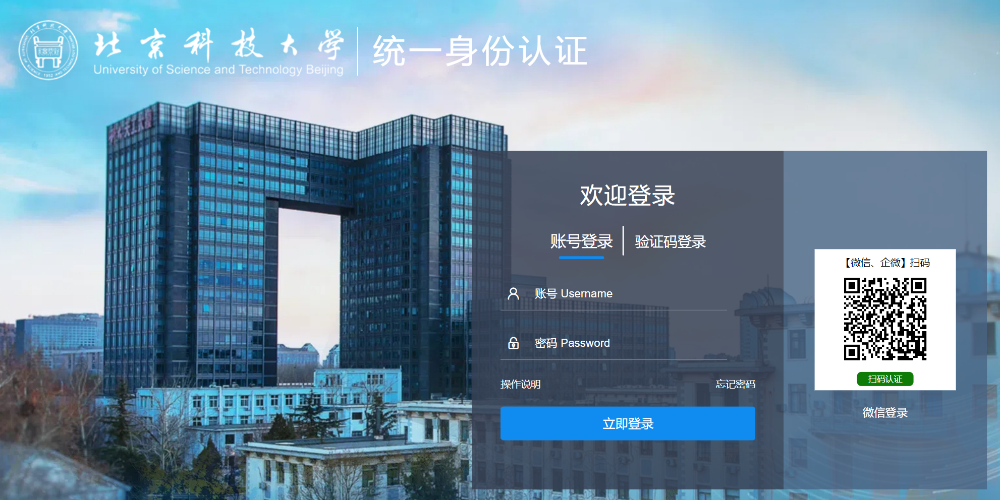 北京科技大学
University of Science and Technology Beijing
统一身份认证
欢迎登录
账号登录
验证码登录
账号 Username
密码 Password
操作说明
忘记密码
立即登录
【微信、企微】扫码
扫码认证
微信登录